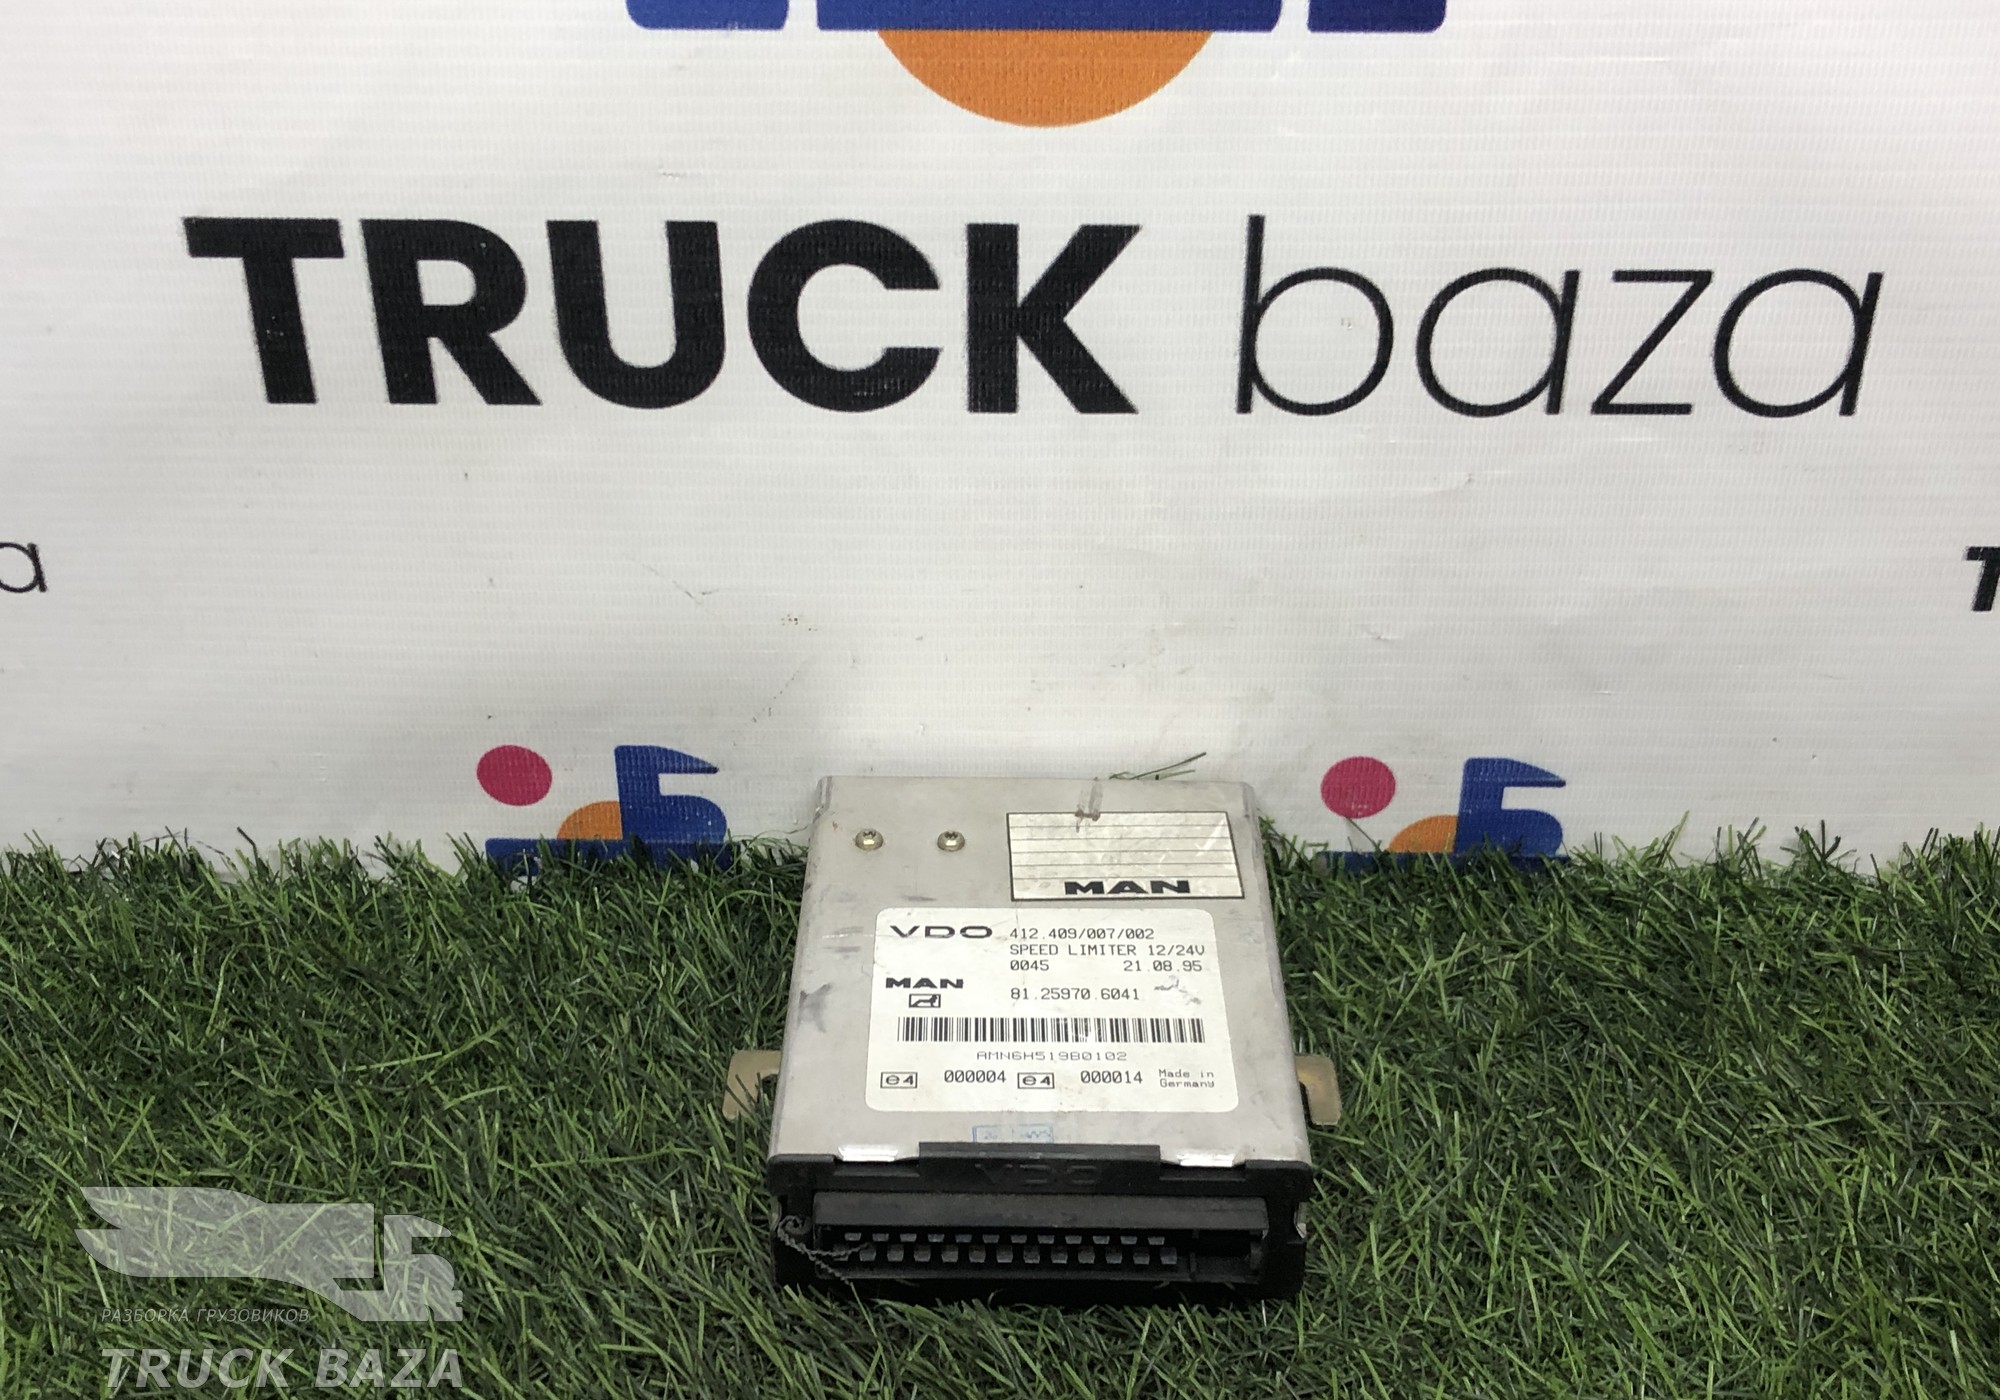 TRUCK baza
a
T
MAN
VDO 412.409/007/002
SPEED LIMITER 12/24V
0045 21.08.95
MAN 81.25970.6041
AMN6H519B0102
e4 000004 e4 000014 Made in Germany
VDO
РАЗБОРКА ГРУЗОВИКОВ
TRUCK BAZA